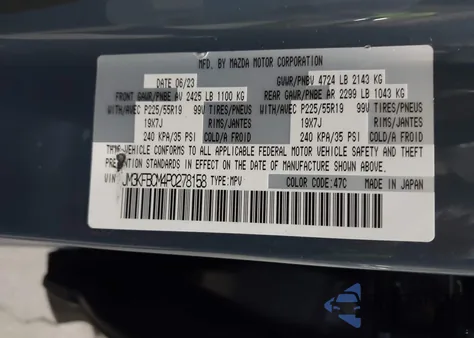 MFD. BY MAZDA MOTOR CORPORATION
DATE 06/23 GVWR/PNBV 4724 LB 2143 KG
FRONT GAWR/PNBE AV 2425 LB 1100 KG REAR GAWR/PNBE AR 2299 LB 1043 KG
WITH/AVEC P225/55R19 99V TIRES/PNEUS WITH/AVEC P225/55R19 99V TIRES/PNEUS
19X7J RIMS/JANTES 19X7J RIMS/JANTES
240 KPA/35 PSI COLD/A FROID 240 KPA/35 PSI COLD/A FROID
THIS VEHICLE CONFORMS TO ALL APPLICABLE FEDERAL MOTOR VEHICLE SAFETY AND THEFT
PREVENTION STANDARDS IN EFFECT ON THE DATE OF MANUFACTURE SHOWN ABOVE.
VIN: JM3KFBCM4P0278158 TYPE:MPV COLOR CODE:47C MADE IN JAPAN